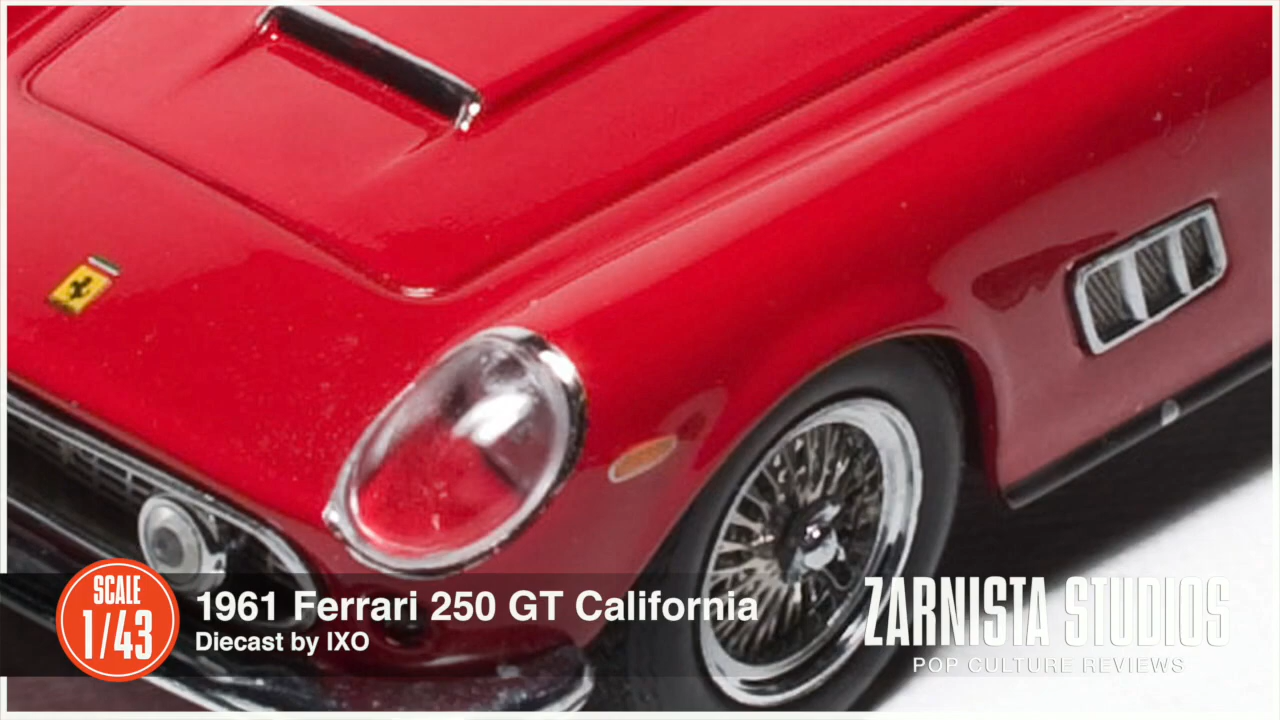 SCALE
1/43
1961 Ferrari 250 GT California
Diecast by IXO
ZARNISTA STUDIOS
POP CULTURE REVIEWS